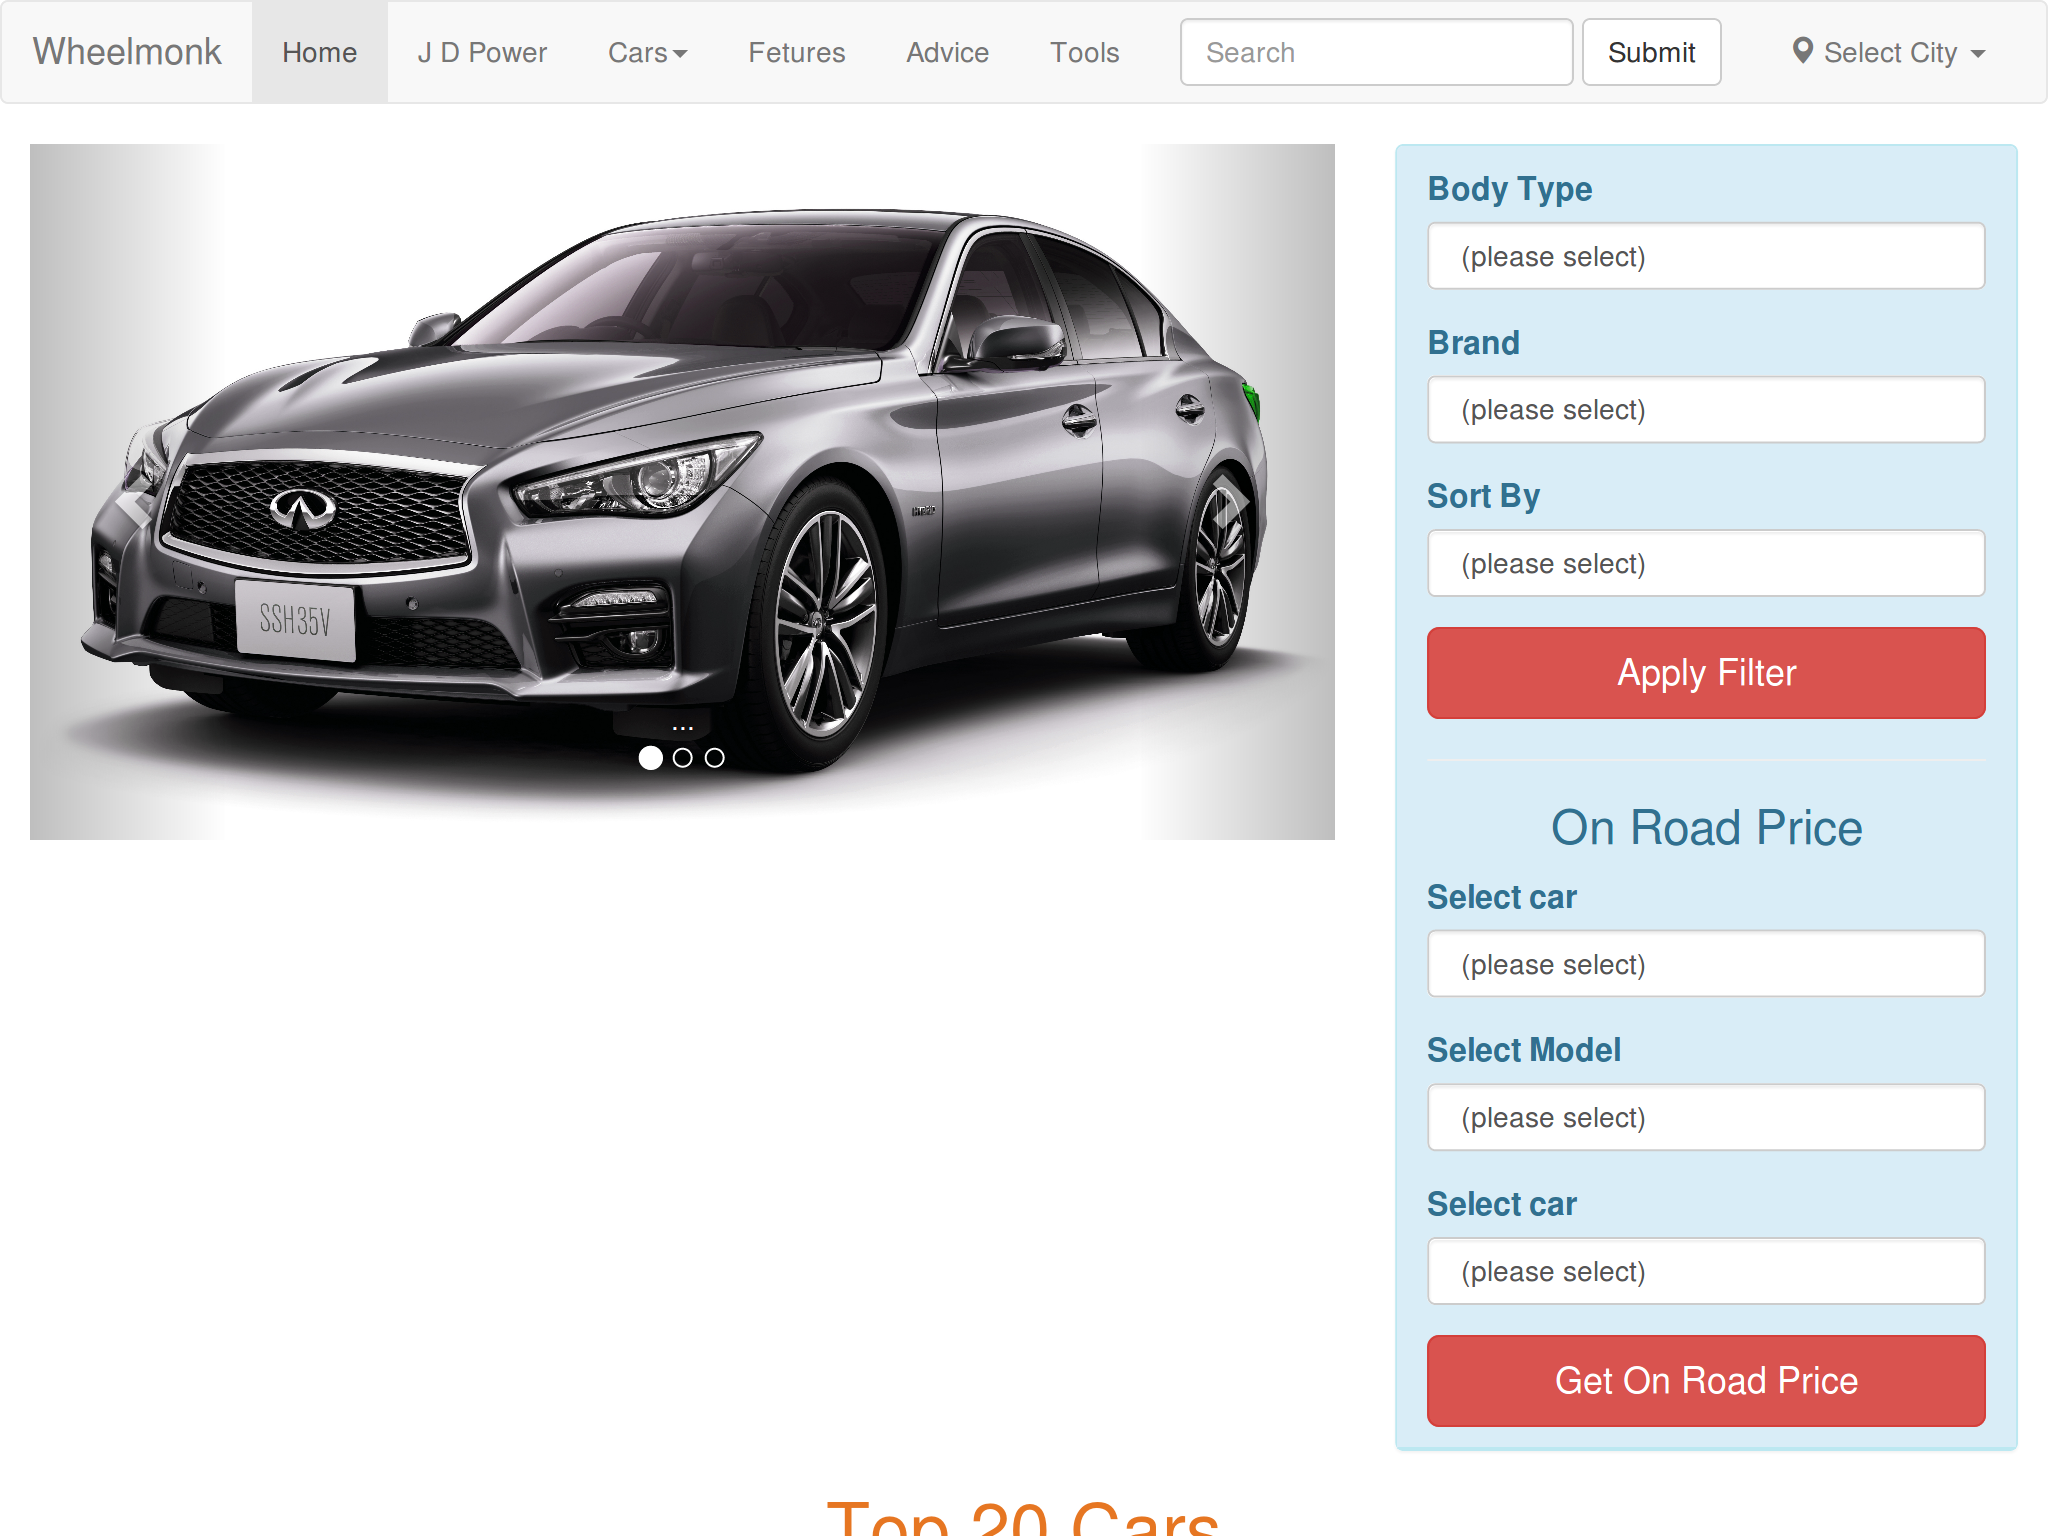 Wheelmonk Home J D Power Cars Fetures Advice Tools Search Submit Select City
SSH35V
...
Body Type
(please select)
Brand
(please select)
Sort By
(please select)
Apply Filter
On Road Price
Select car
(please select)
Select Model
(please select)
Select car
(please select)
Get On Road Price
Top 20 Cars